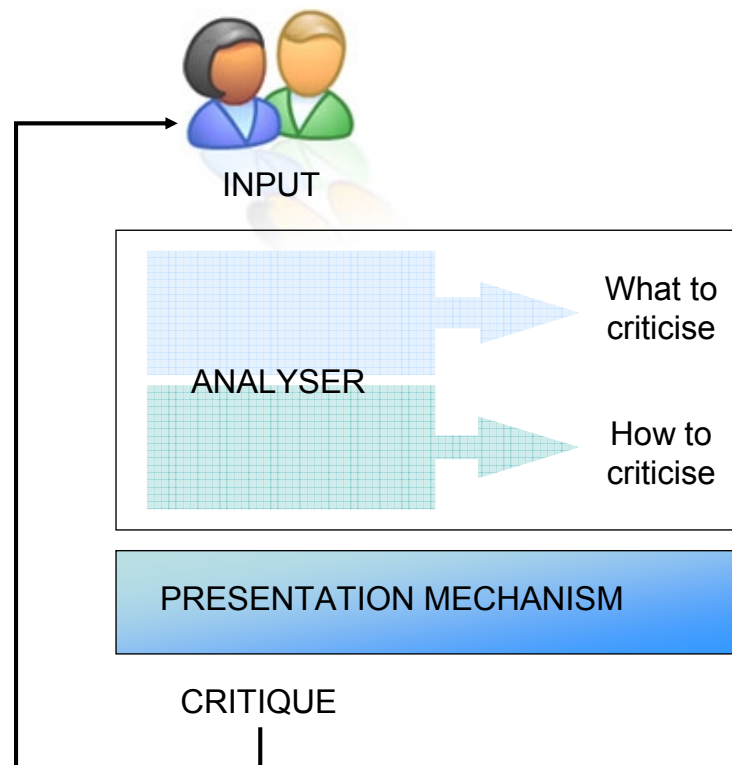 INPUT
What to
criticise
ANALYSER
How to
criticise
PRESENTATION MECHANISM
CRITIQUE